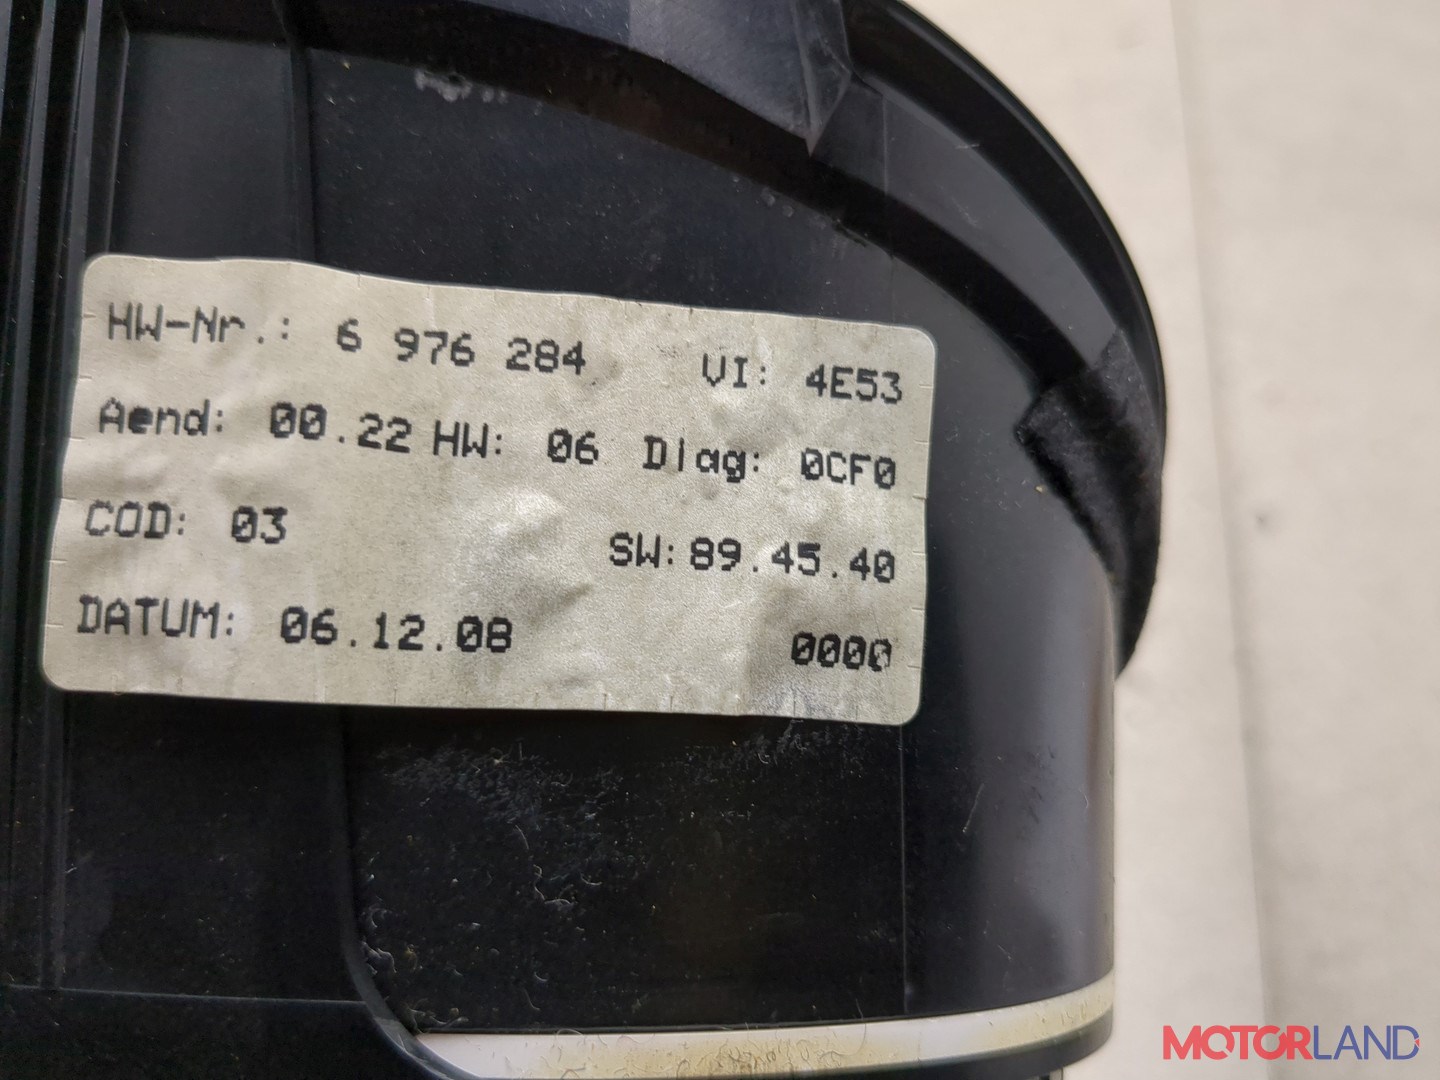 HW-Nr.: 6 976 284 VI: 4E53
Aend: 00.22 HW: 06 Diag: 0CF0
COD: 03 SW: 89.45.40
DATUM: 06.12.08 0000
MOTORLAND